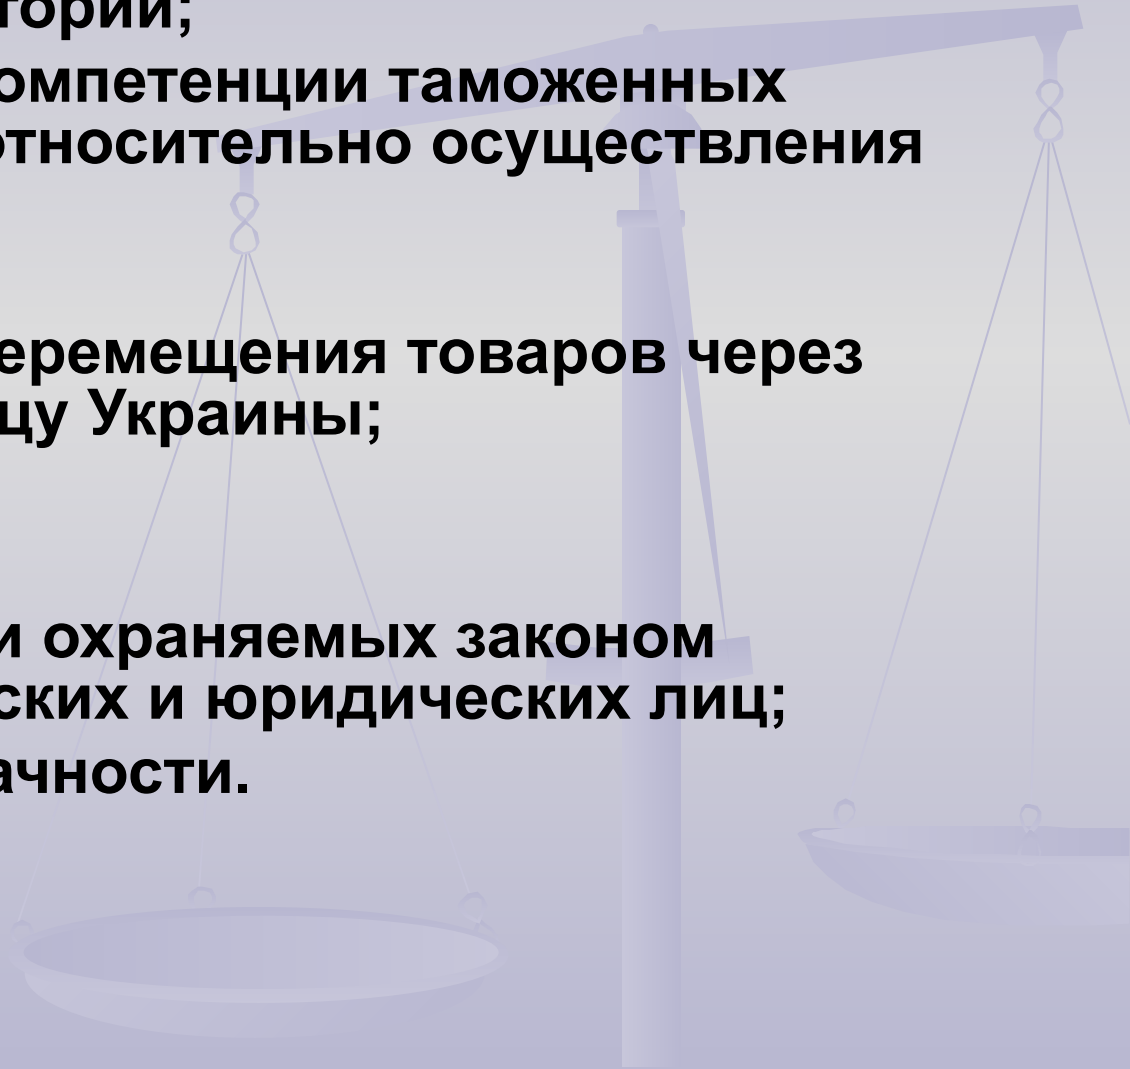 тории;
омпетенции таможенных
относительно осуществления
еремещения товаров через
цу Украины;
и охраняемых законом
ских и юридических лиц;
ачности.